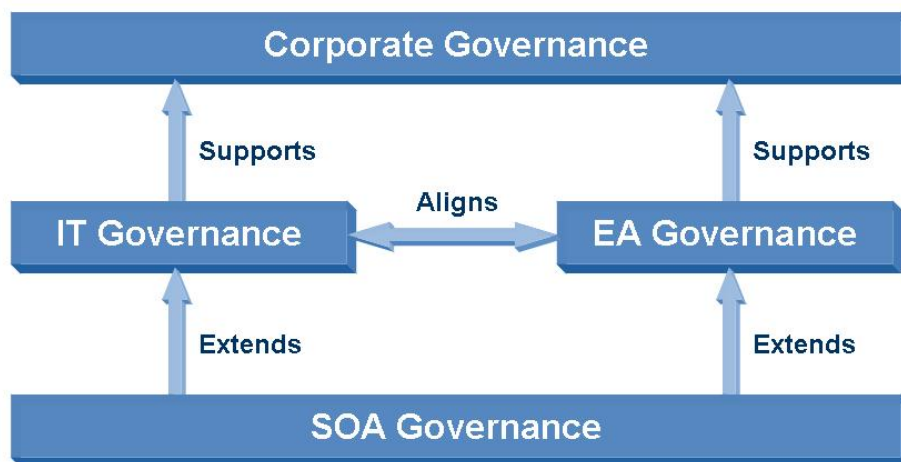 Corporate Governance
Supports
Supports
Aligns
IT Governance
EA Governance
Extends
Extends
SOA Governance